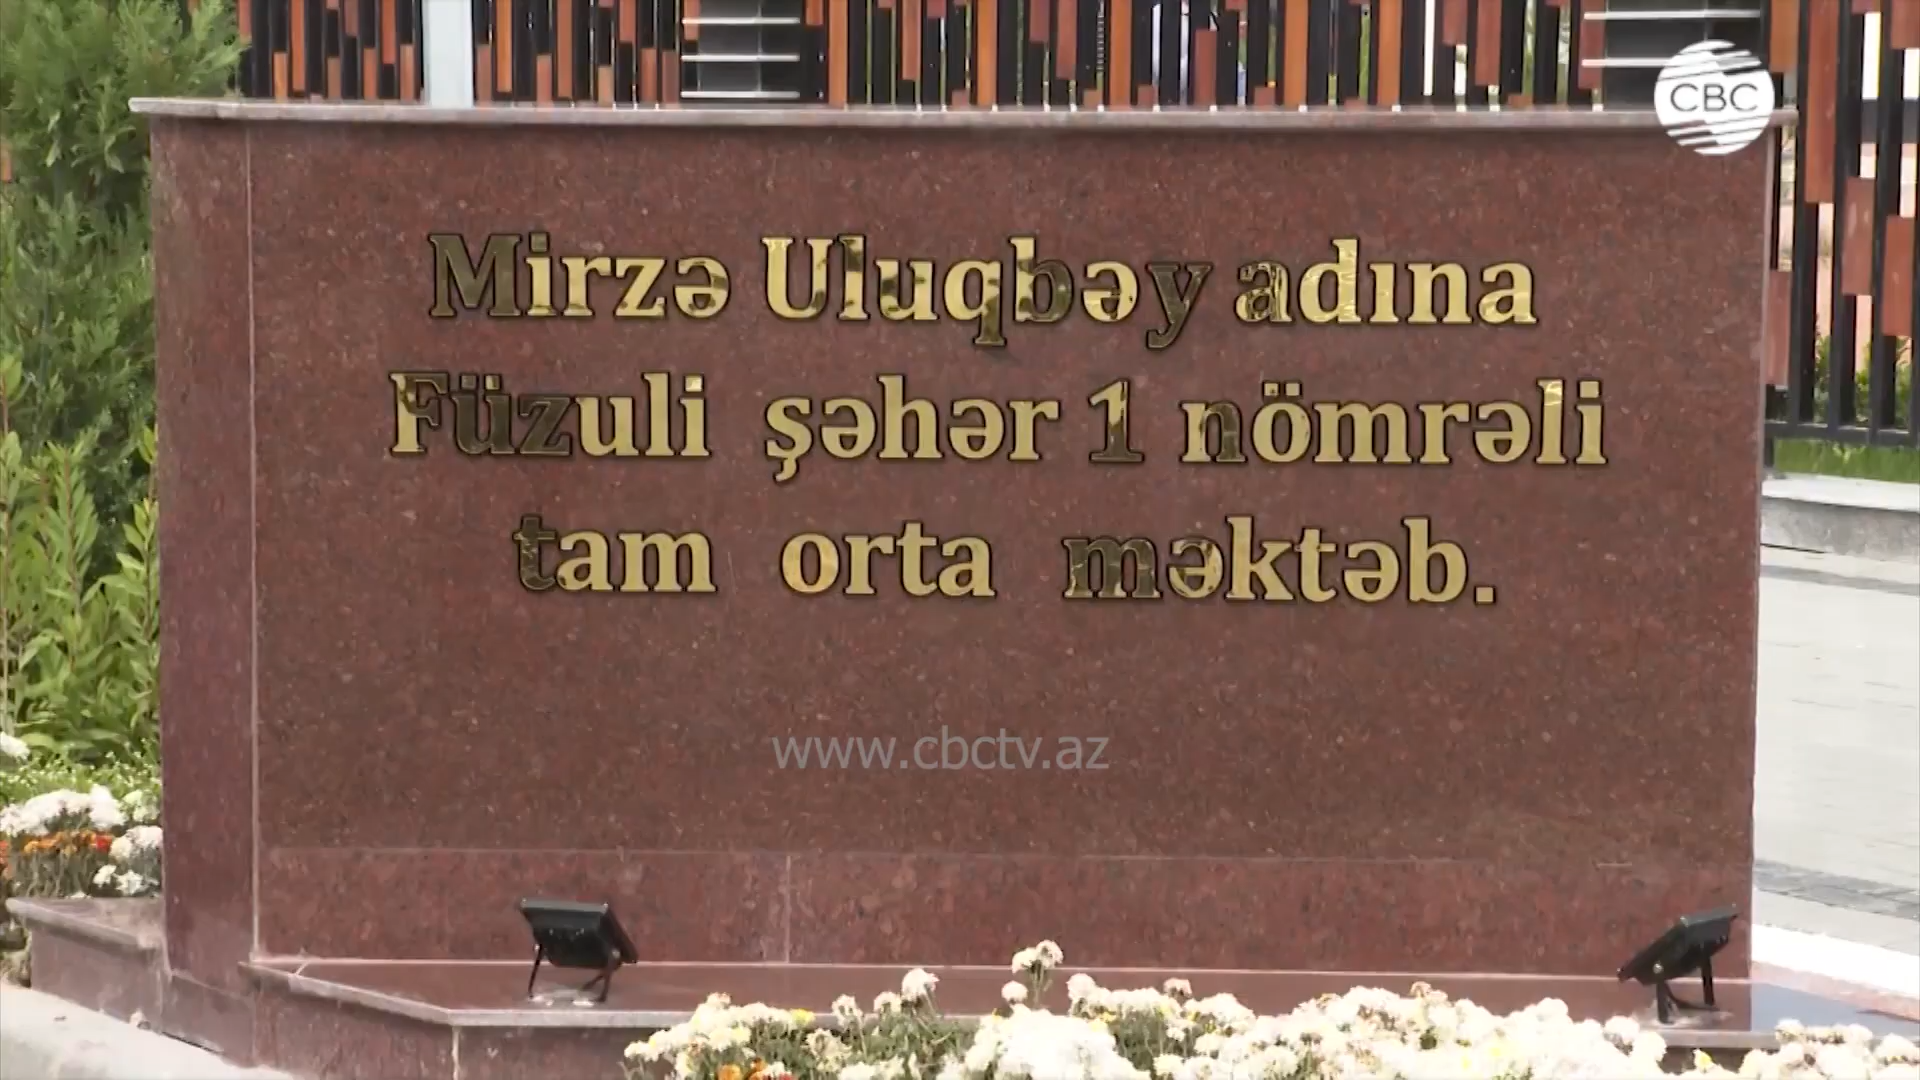 CBC
Mirzə Uluqbəy adına
Füzuli şəhər 1 nömrəli
tam orta məktəb.
www.cbctv.az